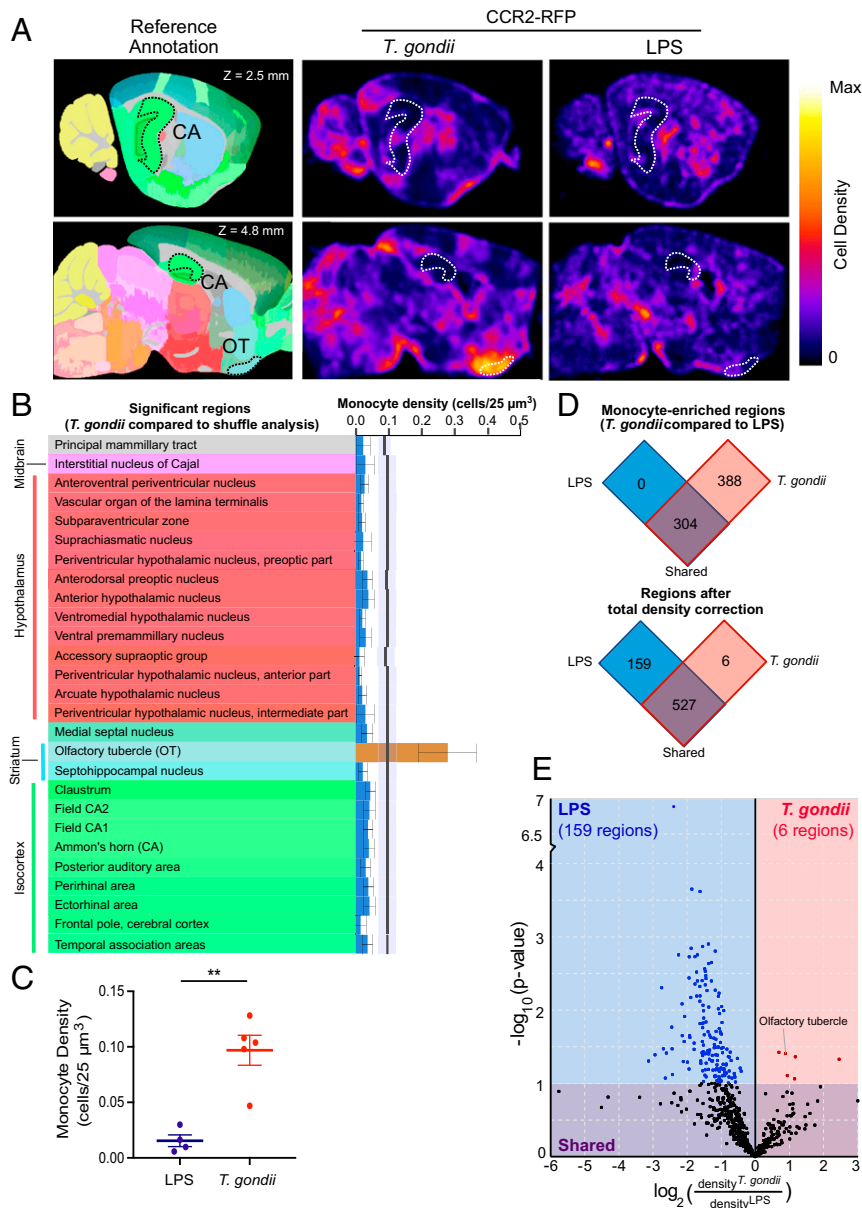 A
Reference
Annotation
CCR2-RFP
T. gondii
LPS
Z = 2.5 mm
CA
Z = 4.8 mm
CA
OT
Max
Cell Density
0
B
Significant regions
(T. gondii compared to shuffle analysis)
Monocyte density (cells/25 µm³)
0.0 0.1 0.2 0.3 0.4 0.5
Midbrain
Hypothalamus
Striatum
Isocortex
Principal mammillary tract
Interstitial nucleus of Cajal
Anteroventral periventricular nucleus
Vascular organ of the lamina terminalis
Subparaventricular zone
Suprachiasmatic nucleus
Periventricular hypothalamic nucleus, preoptic part
Anterodorsal preoptic nucleus
Anterior hypothalamic nucleus
Ventromedial hypothalamic nucleus
Ventral premammillary nucleus
Accessory supraoptic group
Periventricular hypothalamic nucleus, anterior part
Arcuate hypothalamic nucleus
Periventricular hypothalamic nucleus, intermediate part
Medial septal nucleus
Olfactory tubercle (OT)
Septohippocampal nucleus
Claustrum
Field CA2
Field CA1
Ammon's horn (CA)
Posterior auditory area
Perirhinal area
Ectorhinal area
Frontal pole, cerebral cortex
Temporal association areas
C
**
Monocyte Density
(cells/25 µm³)
0.15
0.10
0.05
0.00
LPS T. gondii
D
Monocyte-enriched regions
(T. gondii compared to LPS)
LPS 0 388 T. gondii
304
Shared
Regions after
total density correction
LPS 159 6 T. gondii
527
Shared
E
-log₁₀(p-value)
7
6.5
4
3
2
1
0
LPS
(159 regions)
T. gondii
(6 regions)
Olfactory tubercle
Shared
-6 -5 -4 -3 -2 -1 0 1 2 3
log₂(density^T. gondii / density^LPS)